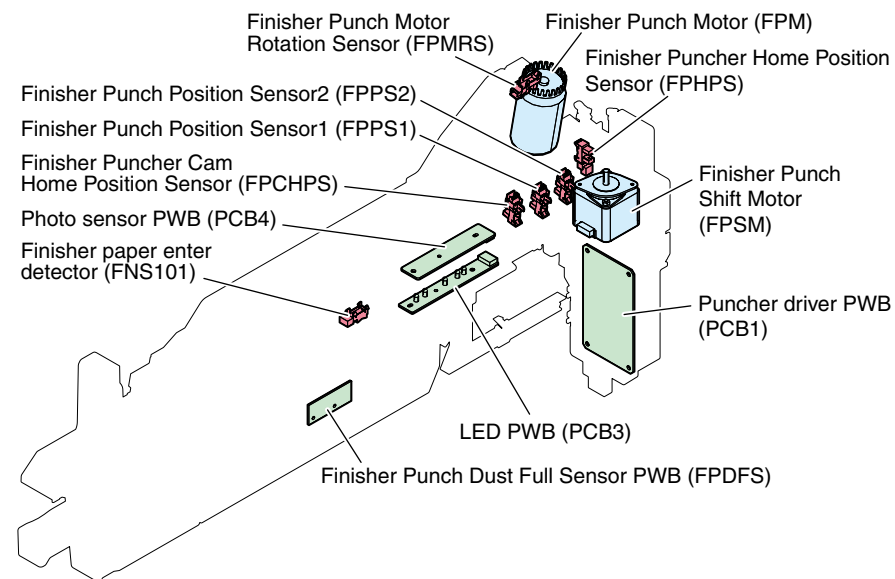 Finisher Punch Motor
Rotation Sensor (FPMRS)
Finisher Punch Motor (FPM)
Finisher Puncher Home Position
Sensor (FPHPS)
Finisher Punch Position Sensor2 (FPPS2)
Finisher Punch Position Sensor1 (FPPS1)
Finisher Puncher Cam
Home Position Sensor (FPCHPS)
Photo sensor PWB (PCB4)
Finisher paper enter
detector (FNS101)
Finisher Punch
Shift Motor
(FPSM)
Puncher driver PWB
(PCB1)
LED PWB (PCB3)
Finisher Punch Dust Full Sensor PWB (FPDFS)